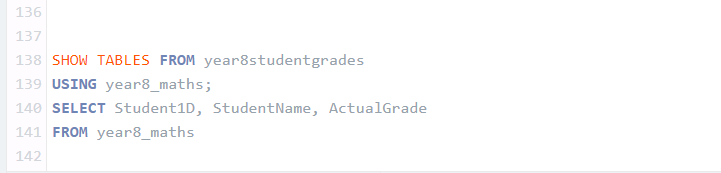 136
137
138 SHOW TABLES FROM year8studentgrades
139 USING year8_maths;
140 SELECT Student1D, StudentName, ActualGrade
141 FROM year8_maths
142